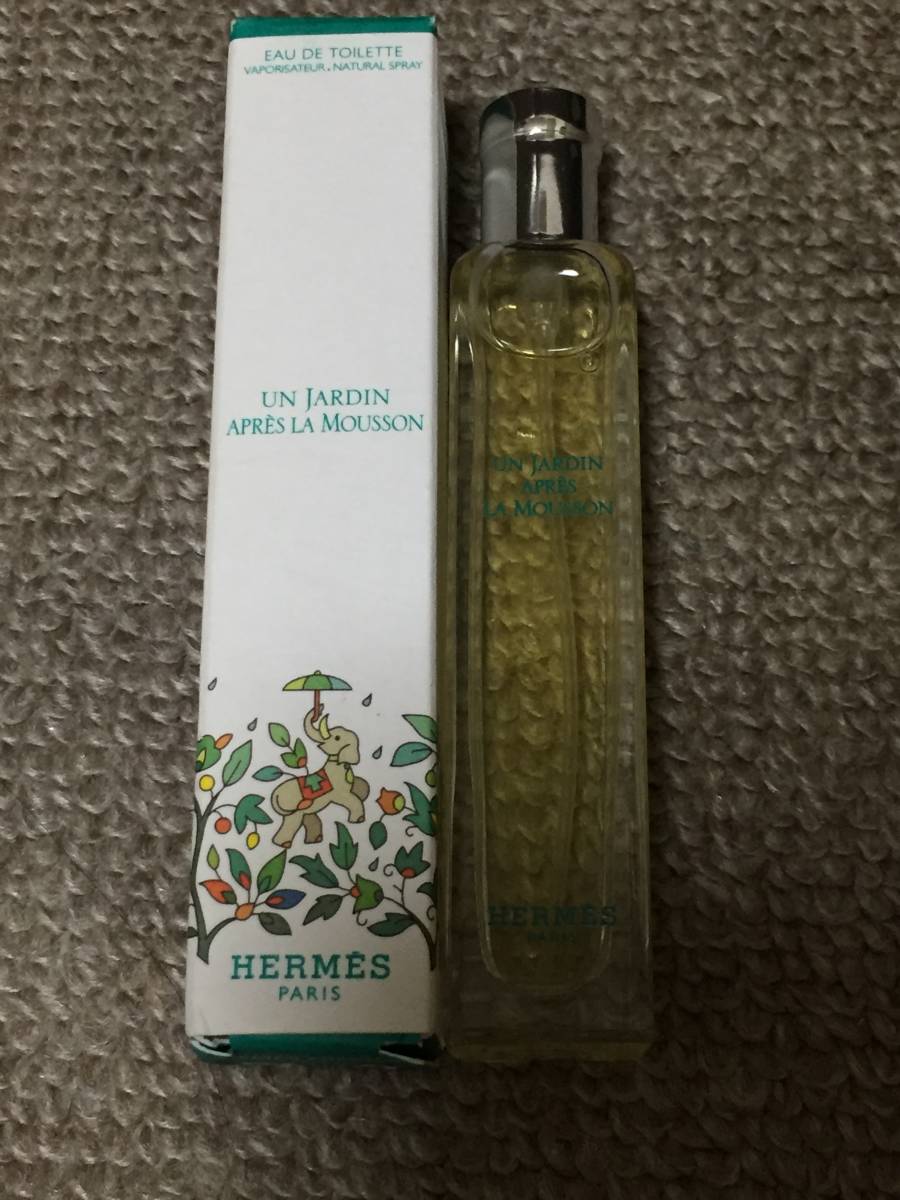 EAU DE TOILETTE
VAPORISATEUR. NATURAL SPRAY
UN JARDIN
APRÈS LA MOUSSON
HERMÈS
PARIS
UN JARDIN
APRÈS
LA MOUSSON
HERMÈS
PARIS